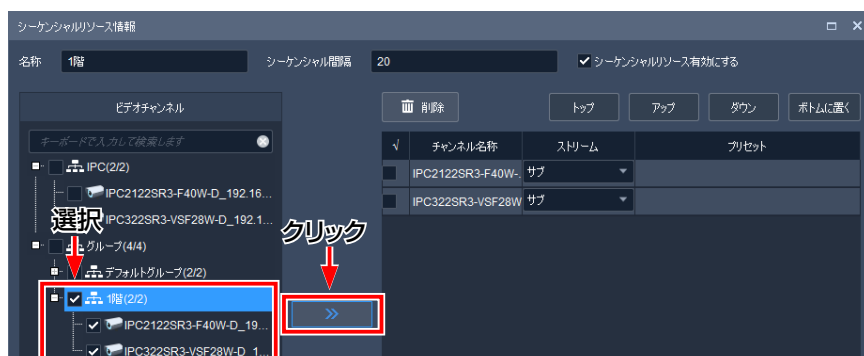 シーケンシャルリソース情報
名称 1階 シーケンシャル間隔 20 シーケンシャルリソース有効にする
ビデオチャンネル
キーボードで入力して検索します
IPC(2/2)
IPC2122SR3-F40W-D_192.16...
IPC322SR3-VSF28W-D_192.1...
選択
グループ(4/4)
デフォルトグループ(2/2)
1階(2/2)
IPC2122SR3-F40W-D_19...
IPC322SR3-VSF28W-D_1...
クリック
削除 トップ アップ ダウン ボトムに置く
√ チャンネル名称 ストリーム プリセット
IPC2122SR3-F40W-. サブ
IPC322SR3-VSF28W サブ